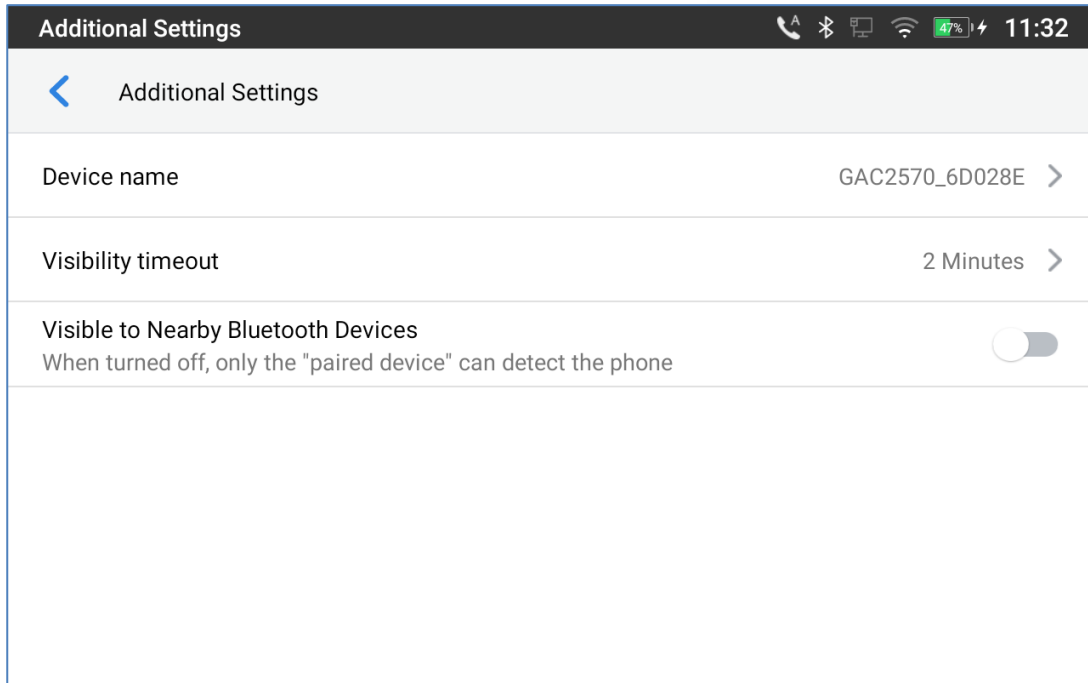 Additional Settings
A
47%
11:32
Additional Settings
Device name
GAC2570_6D028E
Visibility timeout
2 Minutes
Visible to Nearby Bluetooth Devices
When turned off, only the "paired device" can detect the phone